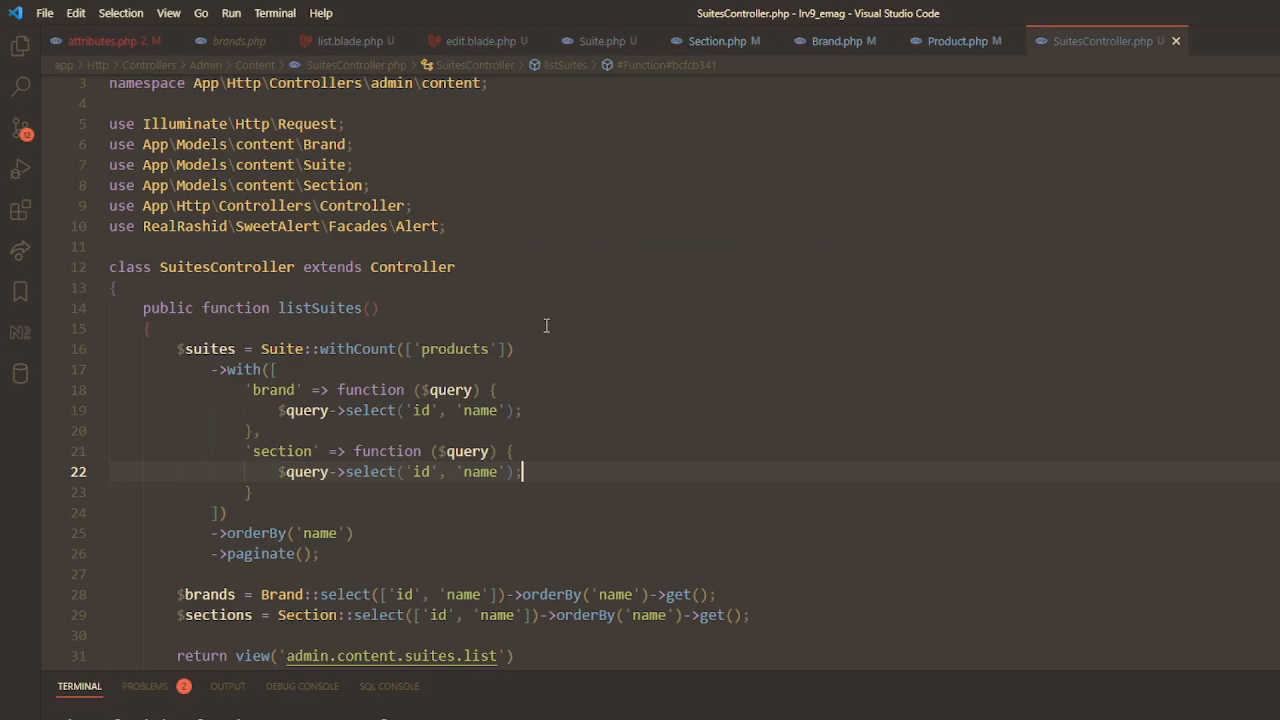 File Edit Selection View Go Run Terminal Help SuitesController.php - lrv9_emag - Visual Studio Code
attributes.php 2, M brands.php list.blade.php U edit.blade.php U Suite.php U Section.php M Brand.php M Product.php M SuitesController.php U
app > Http > Controllers > Admin > Content > SuitesController.php > SuitesController > listSuites > #Function#bcfcb341
3 namespace App\Http\Controllers\admin\content;
4
5 use Illuminate\Http\Request;
6 use App\Models\content\Brand;
7 use App\Models\content\Suite;
8 use App\Models\content\Section;
9 use App\Http\Controllers\Controller;
10 use RealRashid\SweetAlert\Facades\Alert;
11
12 class SuitesController extends Controller
13 {
14 public function listSuites()
15 {
16 $suites = Suite::withCount(['products'])
17 ->with([
18 'brand' => function ($query) {
19 $query->select('id', 'name');
20 },
21 'section' => function ($query) {
22 $query->select('id', 'name');
23 }
24 ])
25 ->orderBy('name')
26 ->paginate();
27
28 $brands = Brand::select(['id', 'name'])->orderBy('name')->get();
29 $sections = Section::select(['id', 'name'])->orderBy('name')->get();
30
31 return view('admin.content.suites.list')
12
N2
TERMINAL PROBLEMS 2 OUTPUT DEBUG CONSOLE SQL CONSOLE